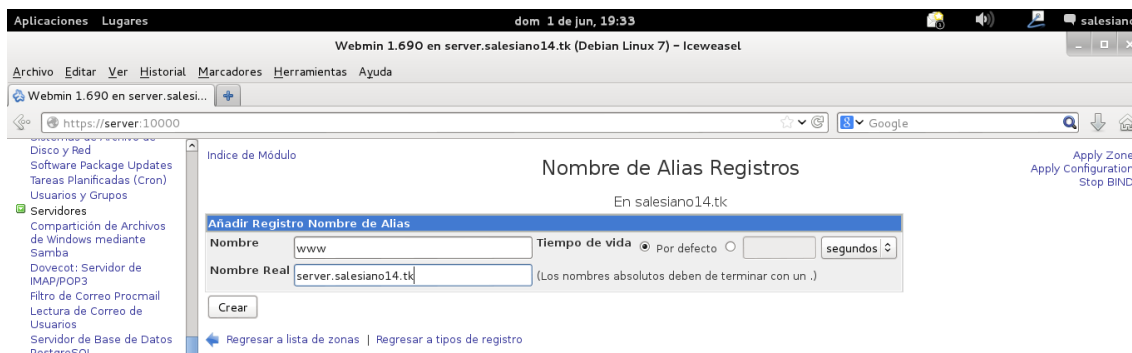 Aplicaciones Lugares dom 1 de jun, 19:33 salesiano
Webmin 1.690 en server.salesiano14.tk (Debian Linux 7) - Iceweasel
Archivo Editar Ver Historial Marcadores Herramientas Ayuda
Webmin 1.690 en server.salesi...
https://server:10000 Google
Disco y Red
Software Package Updates
Tareas Planificadas (Cron)
Usuarios y Grupos
Servidores
Compartición de Archivos
de Windows mediante
Samba
Dovecot: Servidor de
IMAP/POP3
Filtro de Correo Procmail
Lectura de Correo de
Usuarios
Servidor de Base de Datos
PostgreSQL
Indice de Módulo
Nombre de Alias Registros
En salesiano14.tk
Apply Zone
Apply Configuration
Stop BIND
Añadir Registro Nombre de Alias
Nombre www Tiempo de vida Por defecto segundos
Nombre Real server.salesiano14.tk (Los nombres absolutos deben de terminar con un .)
Crear
Regresar a lista de zonas | Regresar a tipos de registro